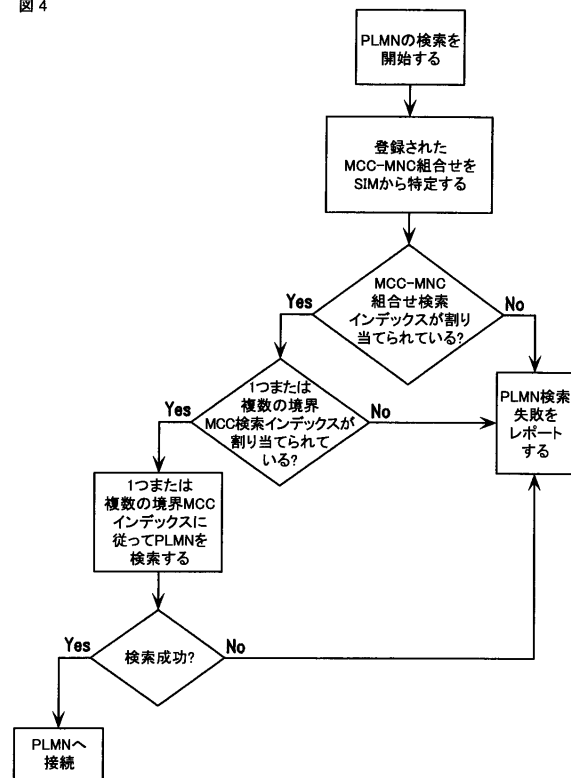 図 4
PLMNの検索を
開始する
登録された
MCC-MNC組合せを
SIMから特定する
MCC-MNC
組合せ検索
インデックスが割り
当てられている?
Yes
No
1つまたは
複数の境界
MCC検索インデックスが
割り当てられて
いる?
Yes
No
PLMN検索
失敗を
レポート
する
1つまたは
複数の境界MCC
インデックスに
従ってPLMNを
検索する
検索成功?
Yes
No
PLMNへ
接続